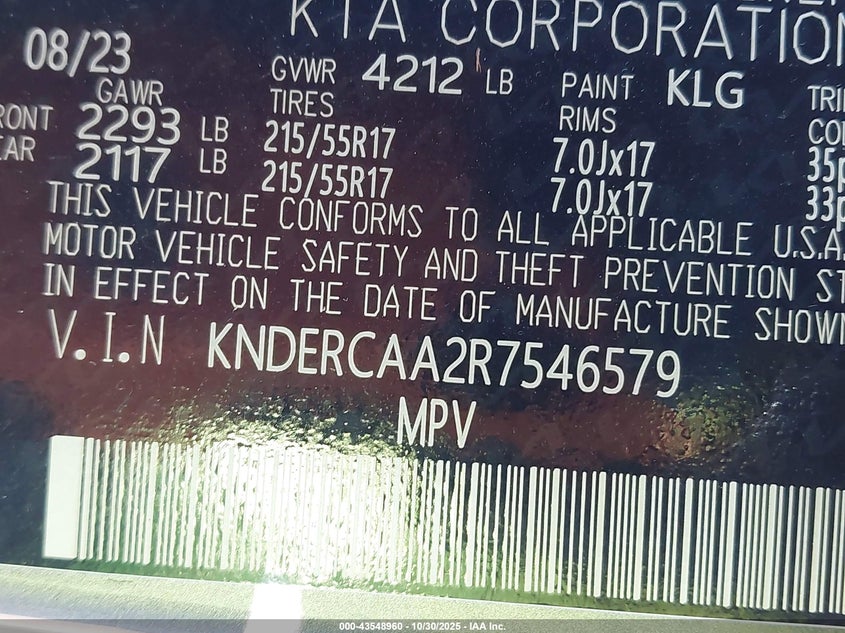 KIA CORPORATION
08/23
GVWR 4212 LB PAINT KLG
GAWR TIRES RIMS
2293 LB 215/55R17 7.0Jx17
2117 LB 215/55R17 7.0Jx17
THIS VEHICLE CONFORMS TO ALL APPLICABLE U.S.A.
MOTOR VEHICLE SAFETY AND THEFT PREVENTION
IN EFFECT ON THE DATE OF MANUFACTURE SHOWN
V.I.N KNDERCAA2R7546579
MPV
000-43548960 - 10/30/2025 - IAA Inc.